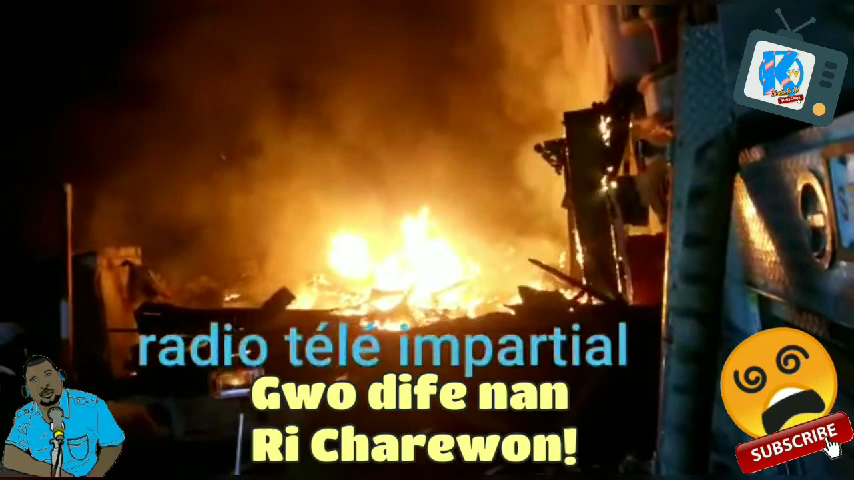 radio télé impartial
Gwo dife nan
Ri Charewon!
SUBSCRIBE